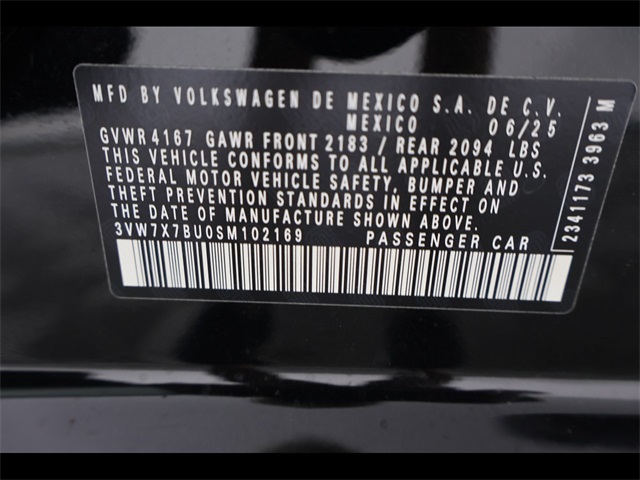 MFD BY VOLKSWAGEN DE MEXICO S.A. DE C.V.
MEXICO 06/25
GVWR 4167 GAWR FRONT 2183 / REAR 2094 LBS
THIS VEHICLE CONFORMS TO ALL APPLICABLE U.S.
FEDERAL MOTOR VEHICLE SAFETY, BUMPER AND
THEFT PREVENTION STANDARDS IN EFFECT ON
THE DATE OF MANUFACTURE SHOWN ABOVE.
3VW7X7BU0SM102169 PASSENGER CAR
2341173 3963 M